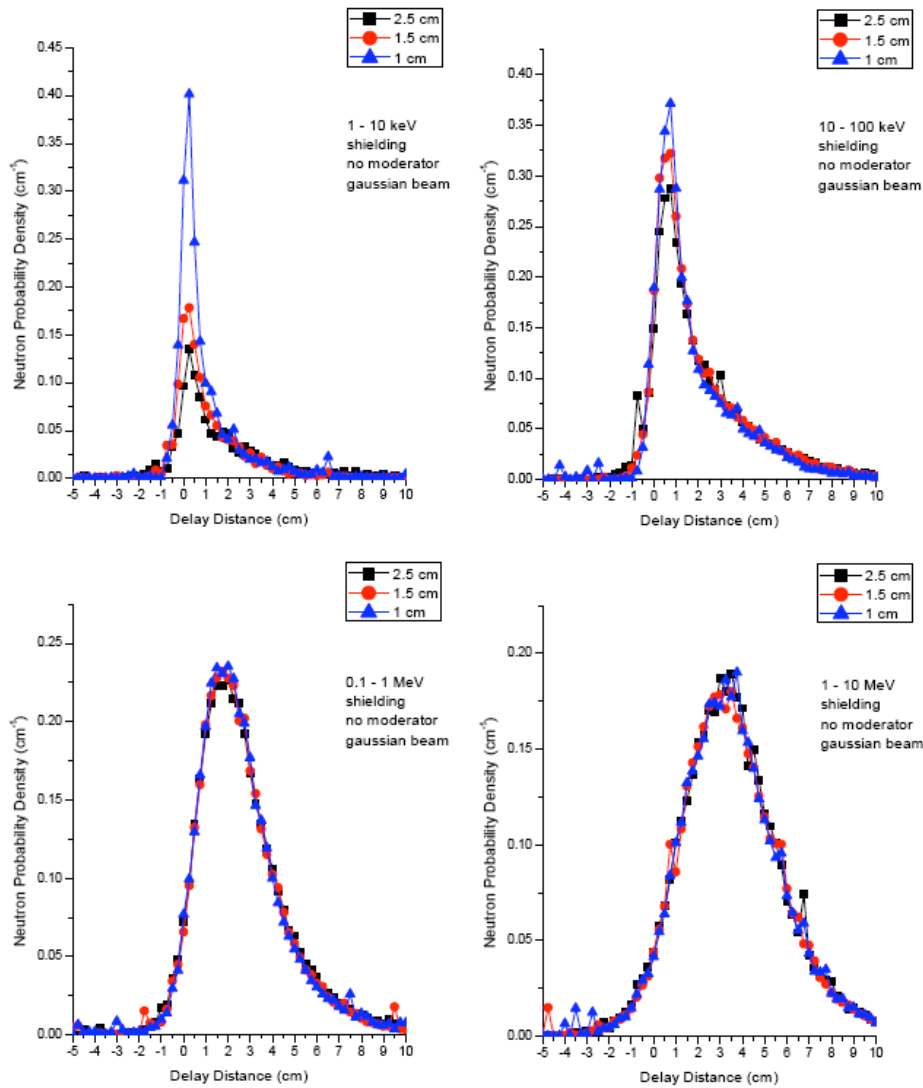 2.5 cm
1.5 cm
1 cm
0.45
0.40
0.35
0.30
0.25
0.20
0.15
0.10
0.05
0.00
Neutron Probability Density (cm⁻¹)
1 - 10 keV
shielding
no moderator
gaussian beam
-5 -4 -3 -2 -1 0 1 2 3 4 5 6 7 8 9 10
Delay Distance (cm)
2.5 cm
1.5 cm
1 cm
0.40
0.35
0.30
0.25
0.20
0.15
0.10
0.05
0.00
Neutron Probability Density (cm⁻¹)
10 - 100 keV
shielding
no moderator
gaussian beam
-5 -4 -3 -2 -1 0 1 2 3 4 5 6 7 8 9 10
Delay Distance (cm)
2.5 cm
1.5 cm
1 cm
0.25
0.20
0.15
0.10
0.05
0.00
Neutron Probability Density (cm⁻¹)
0.1 - 1 MeV
shielding
no moderator
gaussian beam
-5 -4 -3 -2 -1 0 1 2 3 4 5 6 7 8 9 10
Delay Distance (cm)
2.5 cm
1.5 cm
1 cm
0.20
0.15
0.10
0.05
0.00
Neutron Probability Density (cm⁻¹)
1 - 10 MeV
shielding
no moderator
gaussian beam
-5 -4 -3 -2 -1 0 1 2 3 4 5 6 7 8 9 10
Delay Distance (cm)